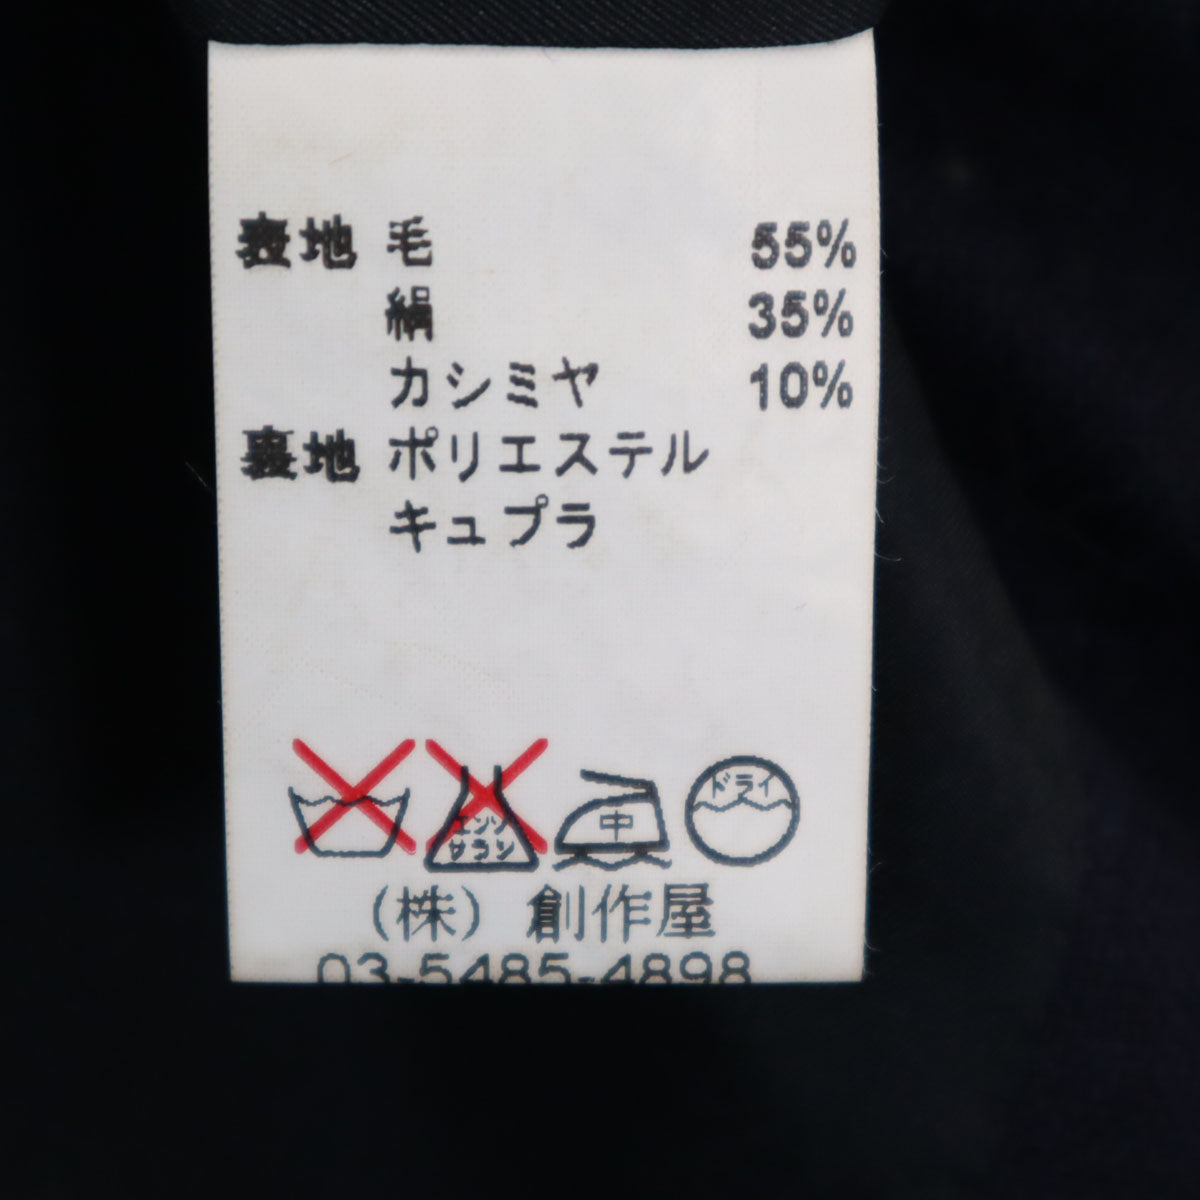 表地 毛 55%
絹 35%
カシミヤ 10%
裏地 ポリエステル
キュプラ
エンソ
サラシ
中
ドライ
(株) 創作屋
03-5485-4898